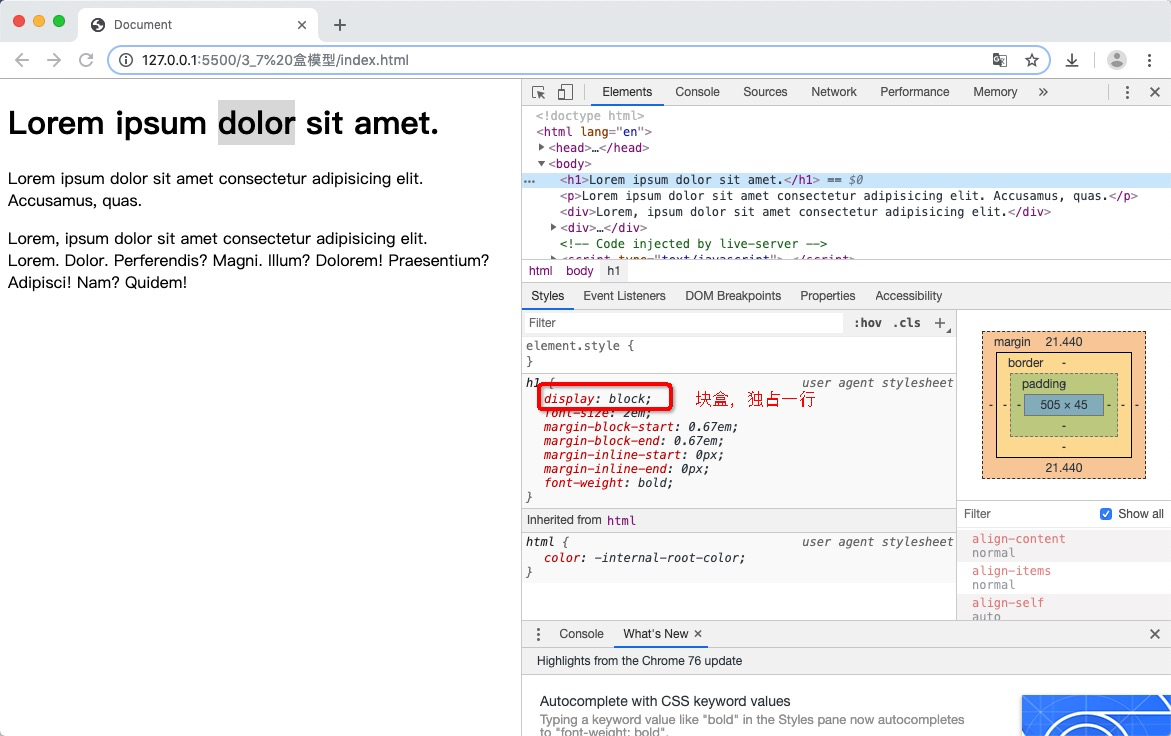 Document
127.0.0.1:5500/3_7%20盒模型/index.html
Lorem ipsum dolor sit amet.
Lorem ipsum dolor sit amet consectetur adipisicing elit.
Accusamus, quas.
Lorem, ipsum dolor sit amet consectetur adipisicing elit.
Lorem. Dolor. Perferendis? Magni. Illum? Dolorem! Praesentium?
Adipisci! Nam? Quidem!
Elements Console Sources Network Performance Memory »
<!doctype html>
<html lang="en">
<head>…</head>
<body>
<h1>Lorem ipsum dolor sit amet.</h1> == $0
<p>Lorem ipsum dolor sit amet consectetur adipisicing elit. Accusamus, quas.</p>
<div>Lorem, ipsum dolor sit amet consectetur adipisicing elit.</div>
<div>…</div>
<!-- Code injected by live-server -->
<script type="text/javascript">…</script>
html body h1
Styles Event Listeners DOM Breakpoints Properties Accessibility
Filter :hov .cls +
element.style {
}
h1 { user agent stylesheet
display: block; 块盒，独占一行
font-size: 2em;
margin-block-start: 0.67em;
margin-block-end: 0.67em;
margin-inline-start: 0px;
margin-inline-end: 0px;
font-weight: bold;
}
Inherited from html
html { user agent stylesheet
color: -internal-root-color;
}
margin 21.440
border -
padding -
- - - 505 × 45 - - -
-
-
21.440
Filter Show all
align-content
normal
align-items
normal
align-self
auto
Console What's New ×
Highlights from the Chrome 76 update
Autocomplete with CSS keyword values
Typing a keyword value like "bold" in the Styles pane now autocompletes
to "font-weight: bold".